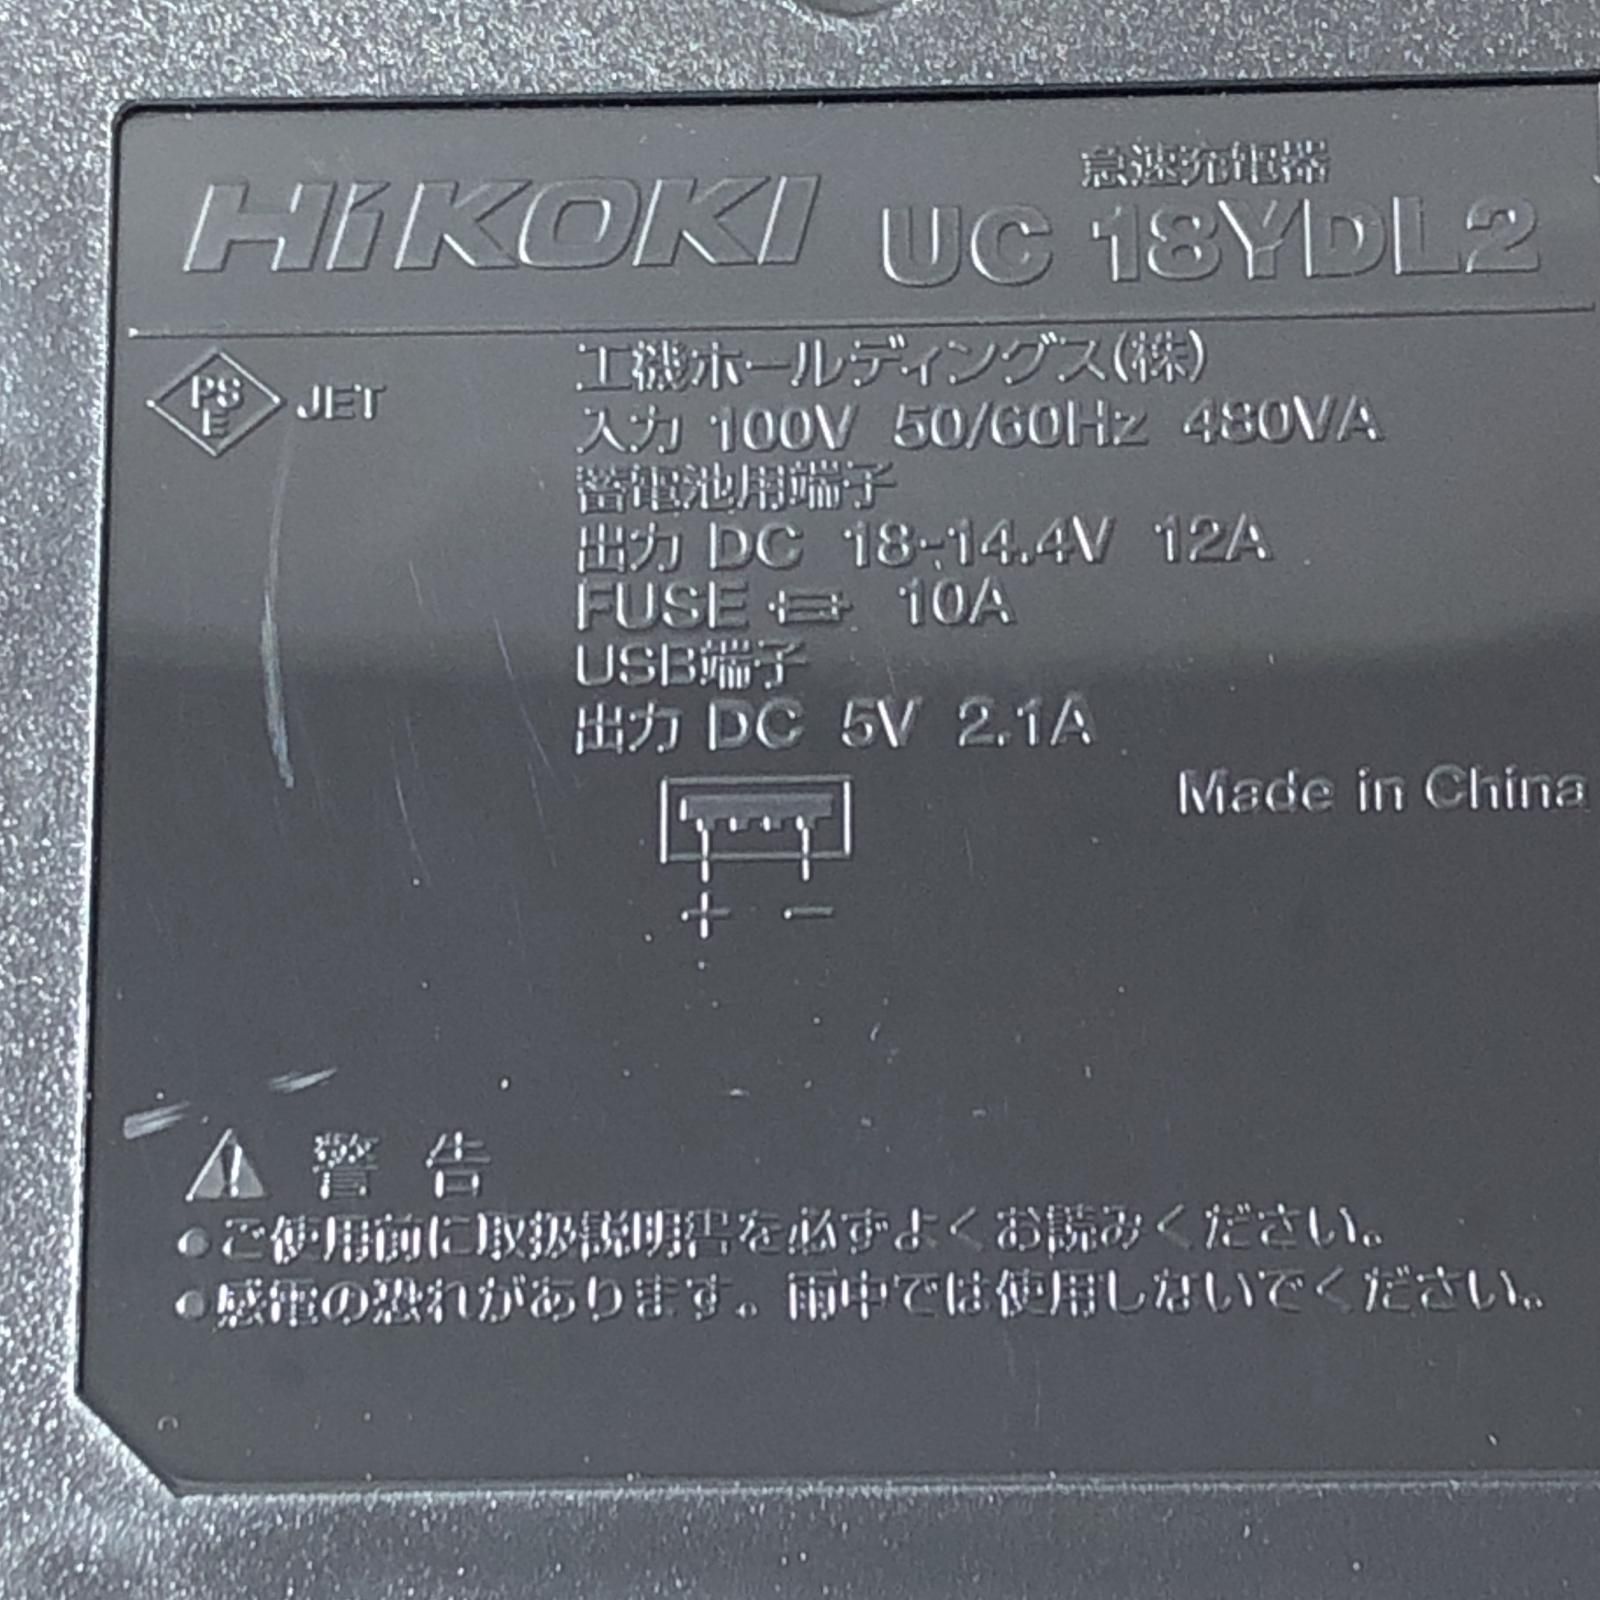 急速充電器
HiKOKI UC 18YDL2
PS
E
JET
工機ホールディングス(株)
入力 100V 50/60Hz 480VA
蓄電池用端子
出力 DC 18-14.4V 12A
FUSE 10A
USB端子
出力 DC 5V 2.1A
Made in China
+ −
警告
●ご使用前に取扱説明書を必ずよくお読みください。
●感電の恐れがあります。雨中では使用しないでください。